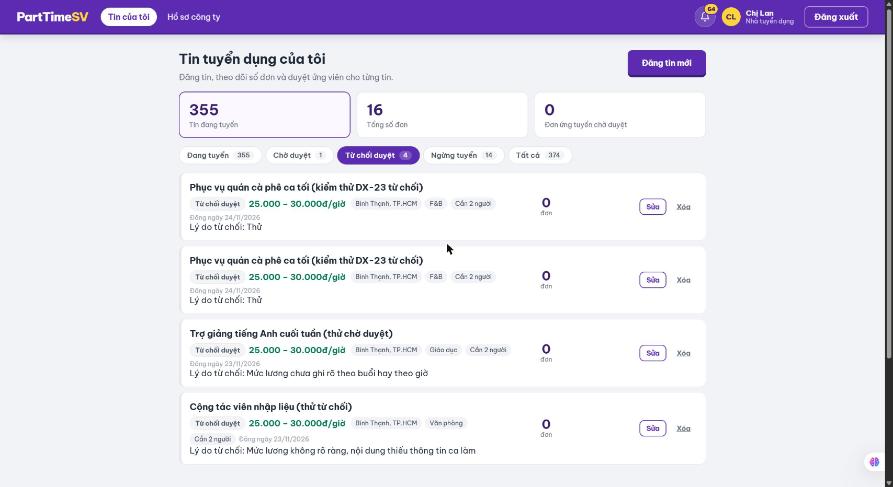 PartTimeSV Tin của tôi Hồ sơ công ty 64 CL Chị Lan Nhà tuyển dụng Đăng xuất
Tin tuyển dụng của tôi
Đăng tin, theo dõi số đơn và duyệt ứng viên cho từng tin.
Đăng tin mới
355
Tin đang tuyển
16
Tổng số đơn
0
Đơn ứng tuyển chờ duyệt
Đang tuyển 355 Chờ duyệt 1 Từ chối duyệt 4 Ngừng tuyển 14 Tất cả 374
Phục vụ quán cà phê ca tối (kiểm thử DX-23 từ chối)
Từ chối duyệt 25.000 – 30.000đ/giờ Bình Thạnh, TP.HCM F&B Cần 2 người
Đăng ngày 24/11/2026
Lý do từ chối: Thử
0
đơn
Sửa Xóa
Phục vụ quán cà phê ca tối (kiểm thử DX-23 từ chối)
Từ chối duyệt 25.000 – 30.000đ/giờ Bình Thạnh, TP.HCM F&B Cần 2 người
Đăng ngày 24/11/2026
Lý do từ chối: Thử
0
đơn
Sửa Xóa
Trợ giảng tiếng Anh cuối tuần (thử chờ duyệt)
Từ chối duyệt 25.000 – 30.000đ/giờ Bình Thạnh, TP.HCM Giáo dục Cần 2 người
Đăng ngày 23/11/2026
Lý do từ chối: Mức lương chưa ghi rõ theo buổi hay theo giờ
0
đơn
Sửa Xóa
Cộng tác viên nhập liệu (thử từ chối)
Từ chối duyệt 25.000 – 30.000đ/giờ Bình Thạnh, TP.HCM Văn phòng
Cần 2 người Đăng ngày 23/11/2026
Lý do từ chối: Mức lương không rõ ràng, nội dung thiếu thông tin ca làm
0
đơn
Sửa Xóa